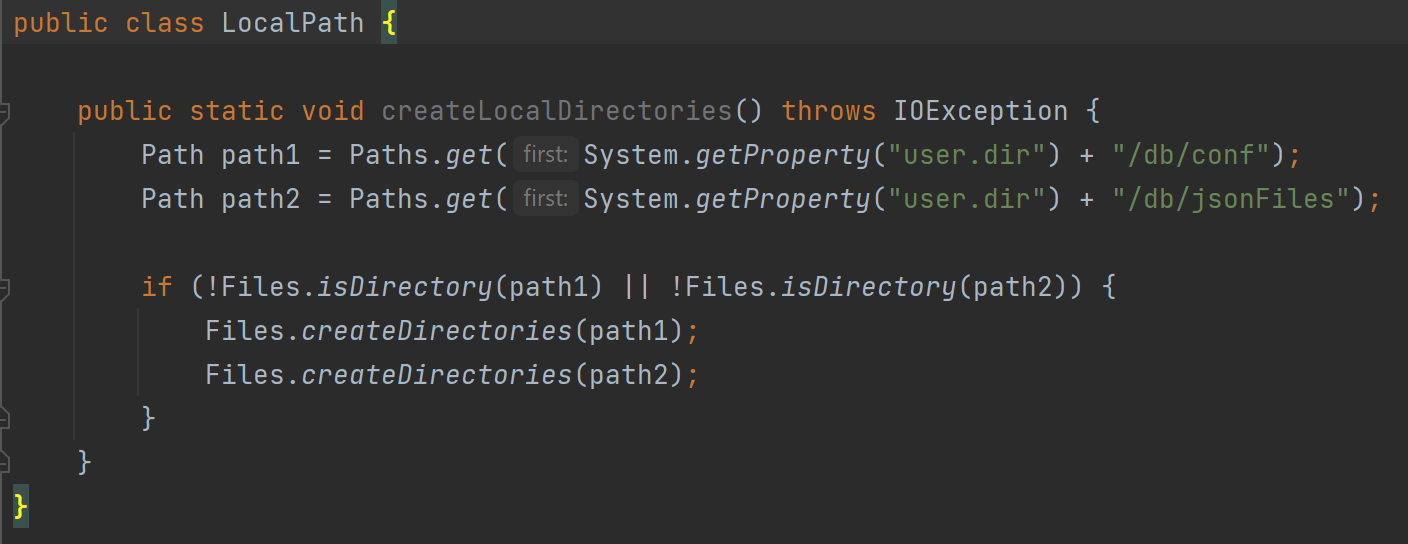 public class LocalPath {
public static void createLocalDirectories() throws IOException {
Path path1 = Paths.get( first: System.getProperty("user.dir") + "/db/conf");
Path path2 = Paths.get( first: System.getProperty("user.dir") + "/db/jsonFiles");
if (!Files.isDirectory(path1) || !Files.isDirectory(path2)) {
Files.createDirectories(path1);
Files.createDirectories(path2);
}
}
}